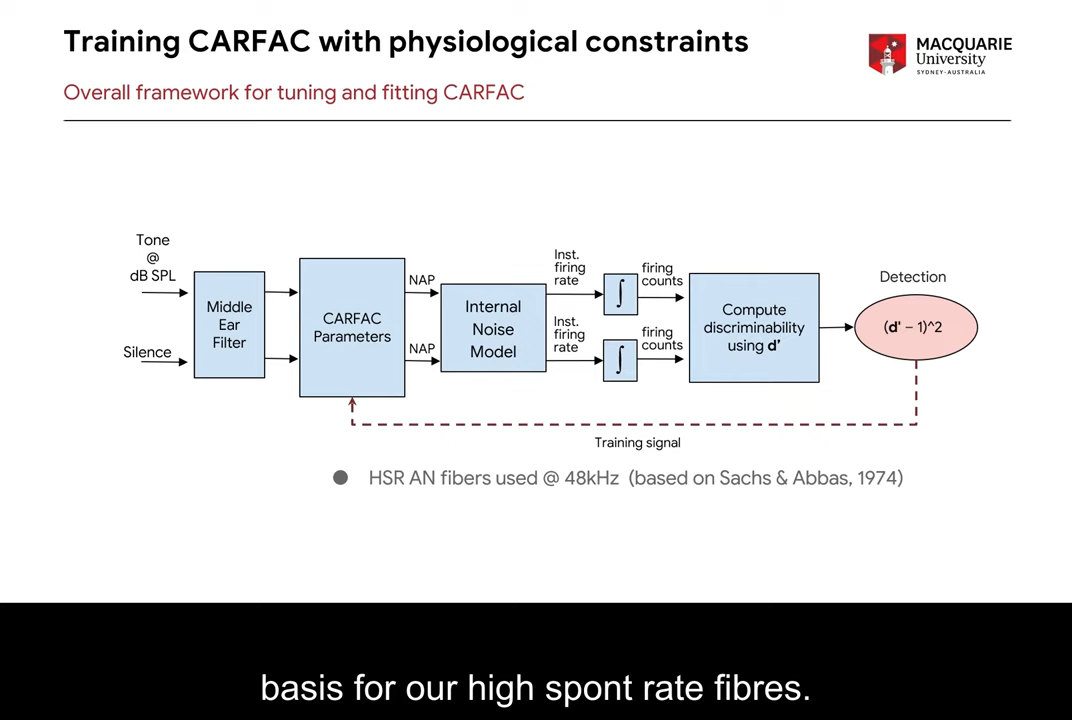 Training CARFAC with physiological constraints
MACQUARIE
University
SYDNEY·AUSTRALIA
Overall framework for tuning and fitting CARFAC
Tone
@
dB SPL
Silence
Middle
Ear
Filter
CARFAC
Parameters
NAP
NAP
Internal
Noise
Model
Inst.
firing
rate
Inst.
firing
rate
∫
∫
firing
counts
firing
counts
Compute
discriminability
using d'
Detection
(d' − 1)^2
Training signal
● HSR AN fibers used @ 48kHz (based on Sachs & Abbas, 1974)
basis for our high spont rate fibres.